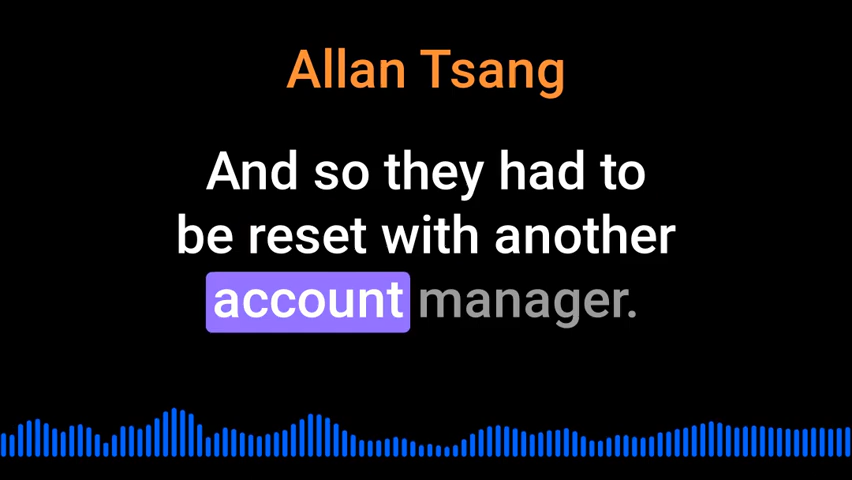 Allan Tsang
And so they had to
be reset with another
account manager.